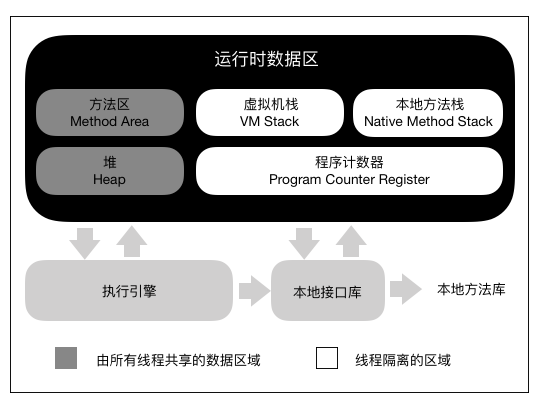 运行时数据区
方法区
Method Area
虚拟机栈
VM Stack
本地方法栈
Native Method Stack
堆
Heap
程序计数器
Program Counter Register
执行引擎
本地接口库
本地方法库
由所有线程共享的数据区域
线程隔离的区域